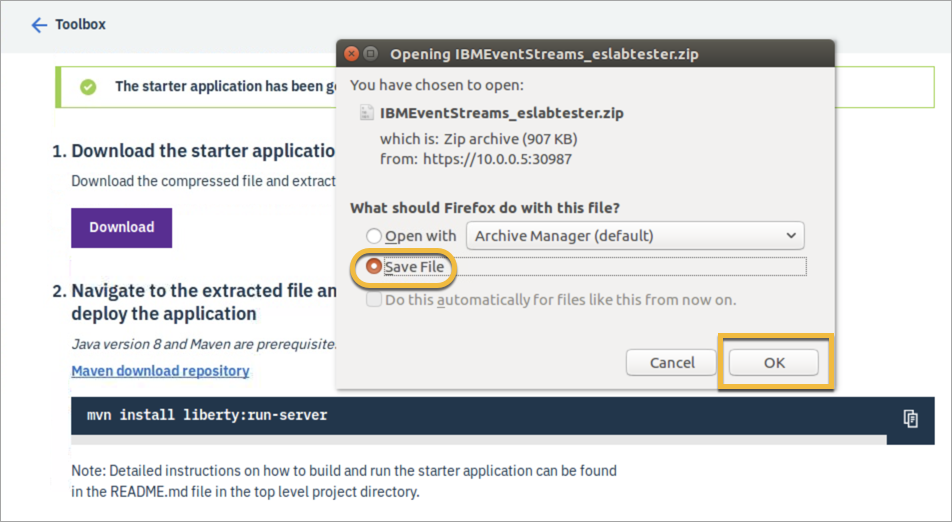 Toolbox
The starter application has been g
Opening IBMEventStreams_eslabtester.zip
You have chosen to open:
IBMEventStreams_eslabtester.zip
which is: Zip archive (907 KB)
from: https://10.0.0.5:30987
What should Firefox do with this file?
Open with Archive Manager (default)
Save File
Do this automatically for files like this from now on.
Cancel OK
1. Download the starter applicatio
Download the compressed file and extract
Download
2. Navigate to the extracted file an
deploy the application
Java version 8 and Maven are prerequisite
Maven download repository
mvn install liberty:run-server
Note: Detailed instructions on how to build and run the starter application can be found
in the README.md file in the top level project directory.